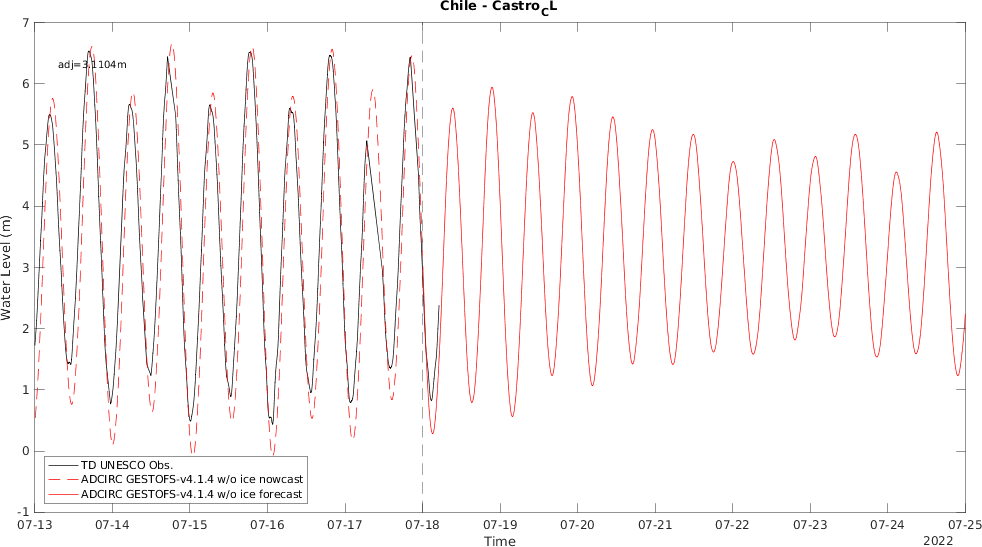 Chile - Castro_CL
adj=3.1104m
Water Level (m)
7
6
5
4
3
2
1
0
-1
TD UNESCO Obs.
ADCIRC GESTOFS-v4.1.4 w/o ice nowcast
ADCIRC GESTOFS-v4.1.4 w/o ice forecast
07-13 07-14 07-15 07-16 07-17 07-18 07-19 07-20 07-21 07-22 07-23 07-24 07-25
Time
2022